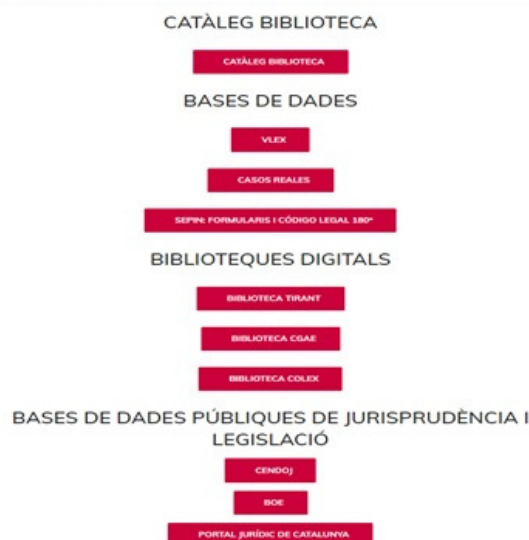 CATÀLEG BIBLIOTECA
CATÀLEG BIBLIOTECA
BASES DE DADES
VLEX
CASOS REALES
SEPIN: FORMULARIS I CÓDIGO LEGAL 180º
BIBLIOTEQUES DIGITALS
BIBLIOTECA TIRANT
BIBLIOTECA CGAE
BIBLIOTECA COLEX
BASES DE DADES PÚBLIQUES DE JURISPRUDÈNCIA I
LEGISLACIÓ
CENDOJ
BOE
PORTAL JURÍDIC DE CATALUNYA